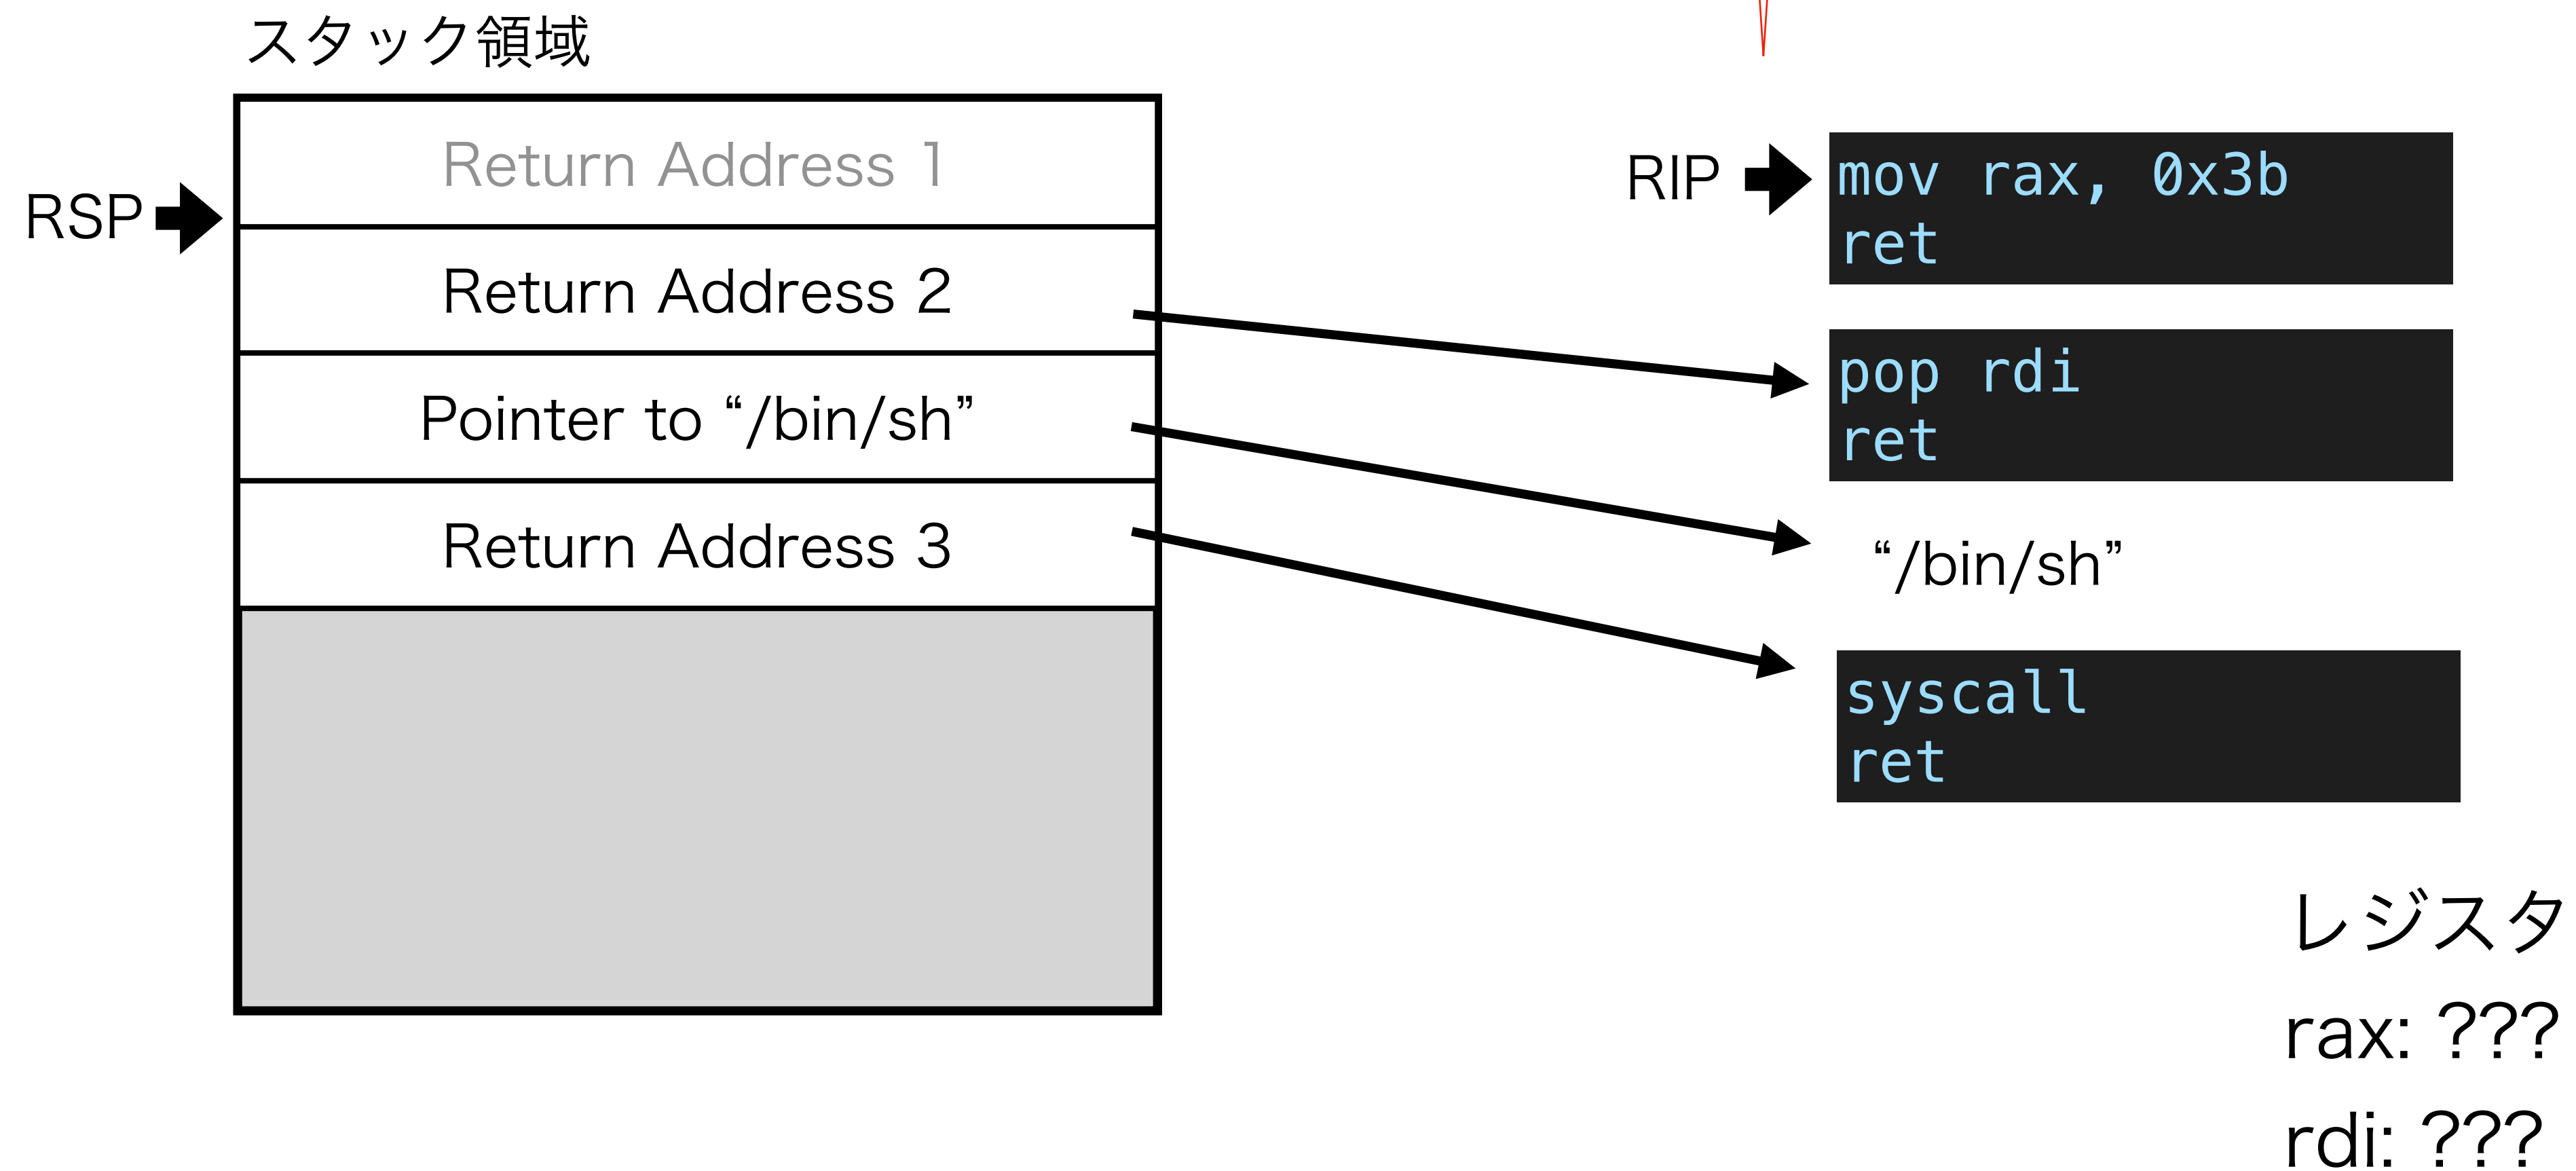 スタック領域
Return Address 1
RSP
Return Address 2
Pointer to “/bin/sh”
Return Address 3
RIP
mov rax, 0x3b
ret
pop rdi
ret
“/bin/sh”
syscall
ret
レジスタ
rax: ???
rdi: ???